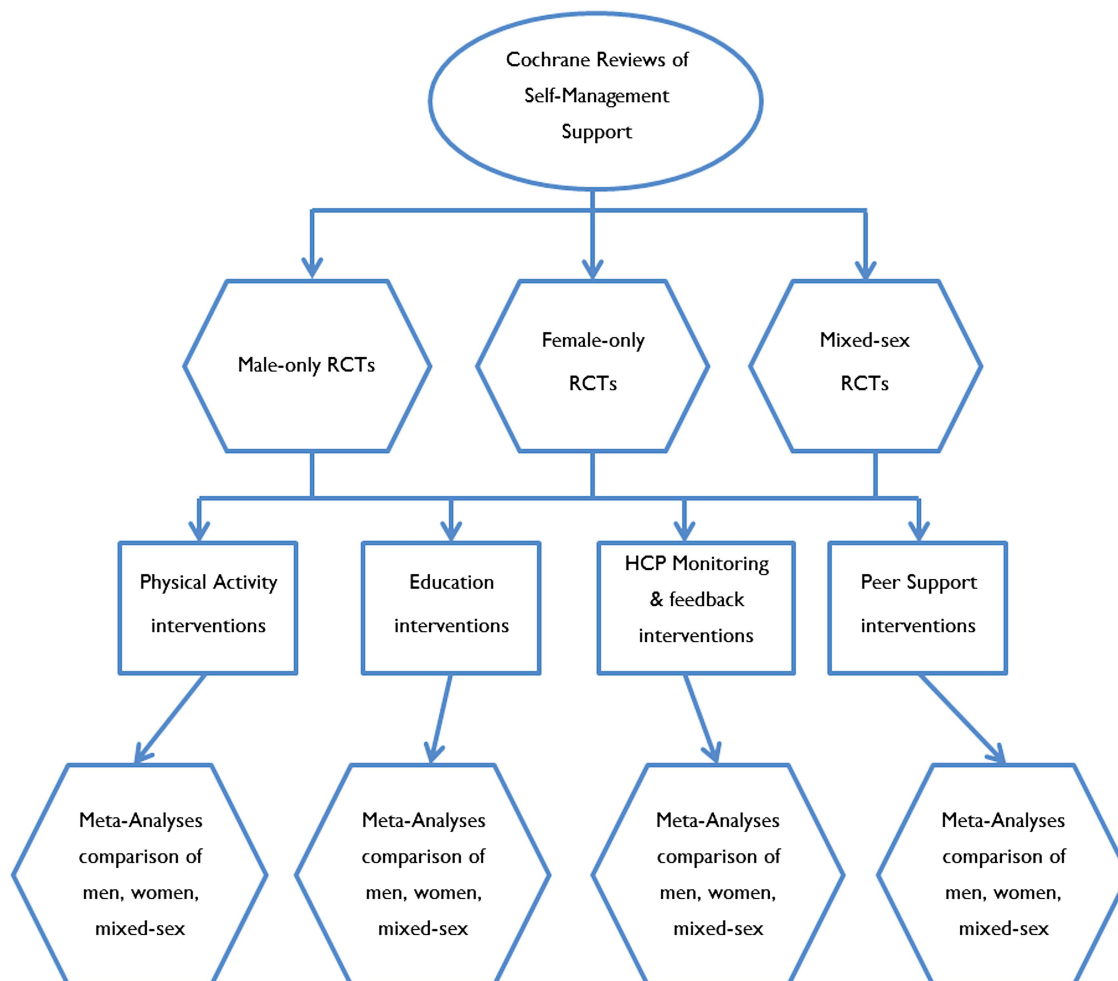 Cochrane Reviews of
Self-Management
Support
Male-only RCTs
Female-only
RCTs
Mixed-sex
RCTs
Physical Activity
interventions
Education
interventions
HCP Monitoring
& feedback
interventions
Peer Support
interventions
Meta-Analyses
comparison of
men, women,
mixed-sex
Meta-Analyses
comparison of
men, women,
mixed-sex
Meta-Analyses
comparison of
men, women,
mixed-sex
Meta-Analyses
comparison of
men, women,
mixed-sex